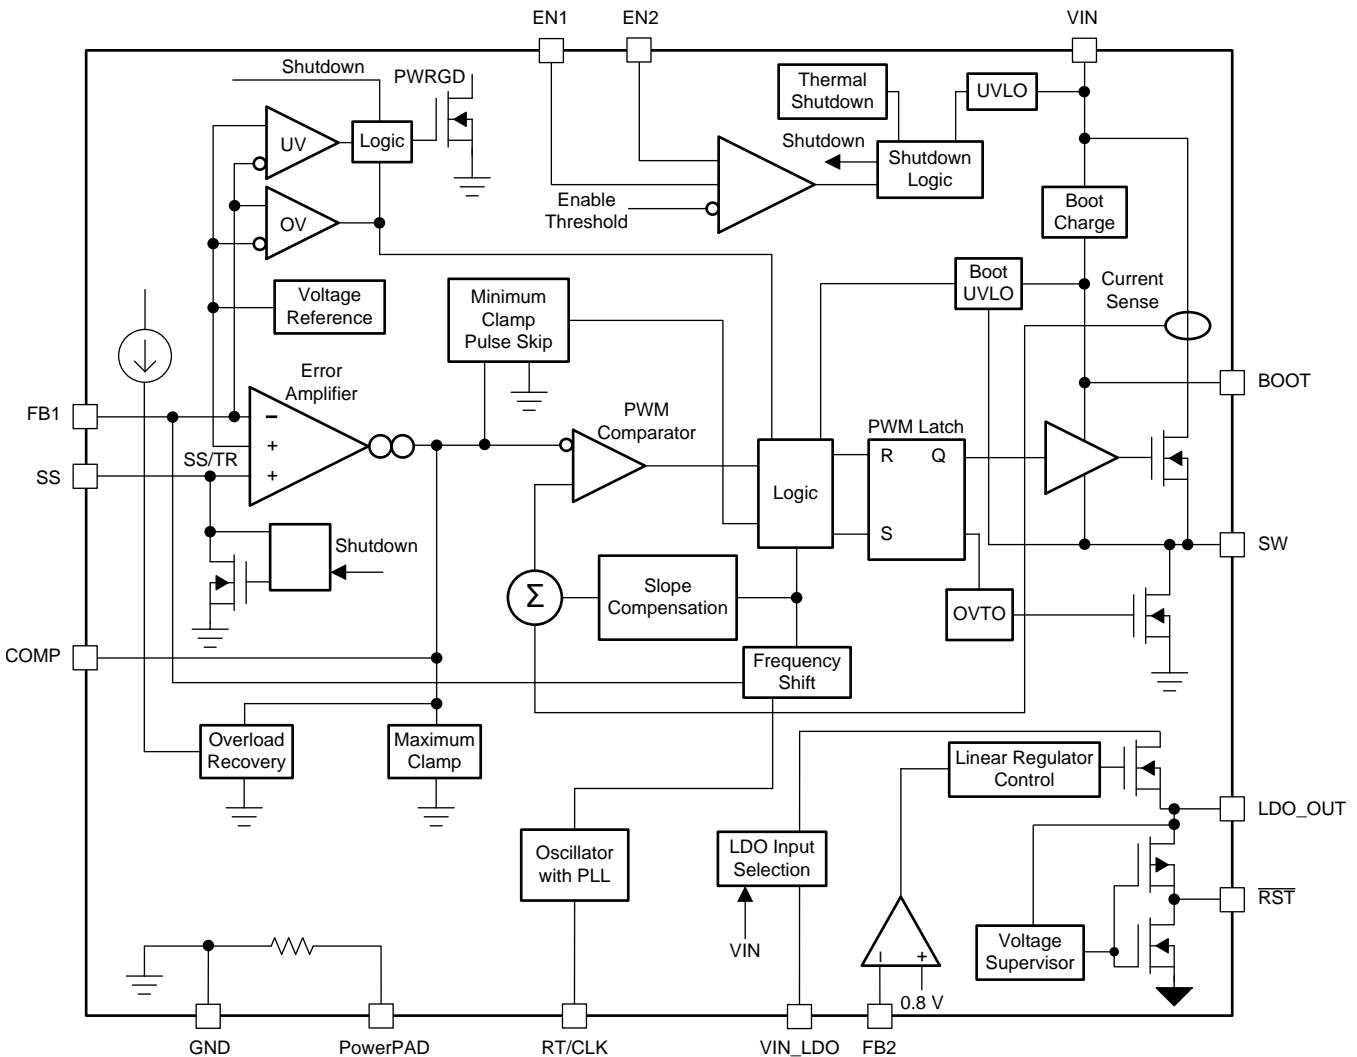 EN1
EN2
VIN
Shutdown
PWRGD
Thermal
Shutdown
UVLO
UV
Logic
Shutdown
Shutdown
Logic
Enable
Threshold
Boot
Charge
OV
Voltage
Reference
Minimum
Clamp
Pulse Skip
Boot
UVLO
Current
Sense
Error
Amplifier
BOOT
FB1
−
+
+
PWM
Comparator
PWM Latch
R
Q
S
SS/TR
SS
Logic
Shutdown
SW
Σ
Slope
Compensation
OVTO
COMP
Frequency
Shift
Overload
Recovery
Maximum
Clamp
Linear Regulator
Control
LDO_OUT
Oscillator
with PLL
LDO Input
Selection
RST
VIN
Voltage
Supervisor
−
+
0.8 V
GND
PowerPAD
RT/CLK
VIN_LDO
FB2